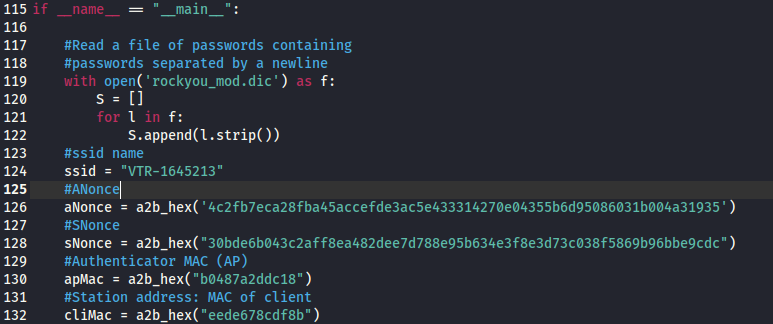 115 if __name__ == "__main__":
116
117 #Read a file of passwords containing
118 #passwords separated by a newline
119 with open('rockyou_mod.dic') as f:
120 S = []
121 for l in f:
122 S.append(l.strip())
123 #ssid name
124 ssid = "VTR-1645213"
125 #ANonce
126 aNonce = a2b_hex('4c2fb7eca28fba45accefde3ac5e433314270e04355b6d95086031b004a31935')
127 #SNonce
128 sNonce = a2b_hex("30bde6b043c2aff8ea482dee7d788e95b634e3f8e3d73c038f5869b96bbe9cdc")
129 #Authenticator MAC (AP)
130 apMac = a2b_hex("b0487a2ddc18")
131 #Station address: MAC of client
132 cliMac = a2b_hex("eede678cdf8b")